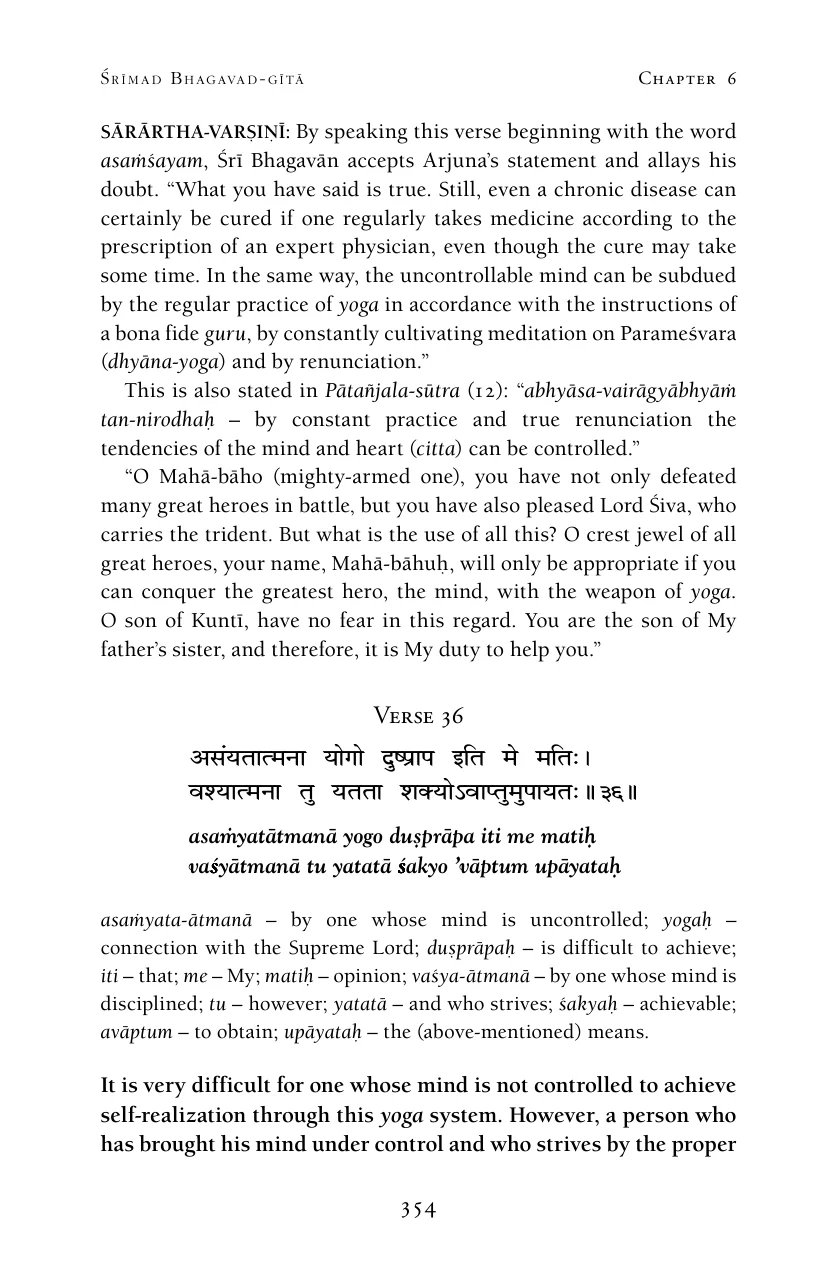 Śrīmad Bhagavad-gītā Chapter 6
SĀRĀRTHA-VARṢIṆĪ: By speaking this verse beginning with the word
asaṁśayam, Śrī Bhagavān accepts Arjuna’s statement and allays his
doubt. “What you have said is true. Still, even a chronic disease can
certainly be cured if one regularly takes medicine according to the
prescription of an expert physician, even though the cure may take
some time. In the same way, the uncontrollable mind can be subdued
by the regular practice of yoga in accordance with the instructions of
a bona fide guru, by constantly cultivating meditation on Parameśvara
(dhyāna-yoga) and by renunciation.”
This is also stated in Pātañjala-sūtra (12): “abhyāsa-vairāgyābhyāṁ
tan-nirodhaḥ – by constant practice and true renunciation the
tendencies of the mind and heart (citta) can be controlled.”
“O Mahā-bāho (mighty-armed one), you have not only defeated
many great heroes in battle, but you have also pleased Lord Śiva, who
carries the trident. But what is the use of all this? O crest jewel of all
great heroes, your name, Mahā-bāhuḥ, will only be appropriate if you
can conquer the greatest hero, the mind, with the weapon of yoga.
O son of Kuntī, have no fear in this regard. You are the son of My
father’s sister, and therefore, it is My duty to help you.”
Verse 36
असंयतात्मना योगो दुष्प्राप इति मे मतिः।
वश्यात्मना तु यतता शक्योऽवाप्तुमुपायतः॥३६॥
asaṁyatātmanā yogo duṣprāpa iti me matiḥ
vaśyātmanā tu yatatā śakyo ’vāptum upāyataḥ
asaṁyata-ātmanā – by one whose mind is uncontrolled; yogaḥ –
connection with the Supreme Lord; duṣprāpaḥ – is difficult to achieve;
iti – that; me – My; matiḥ – opinion; vaśya-ātmanā – by one whose mind is
disciplined; tu – however; yatatā – and who strives; śakyaḥ – achievable;
avāptum – to obtain; upāyataḥ – the (above-mentioned) means.
It is very difficult for one whose mind is not controlled to achieve
self-realization through this yoga system. However, a person who
has brought his mind under control and who strives by the proper
354